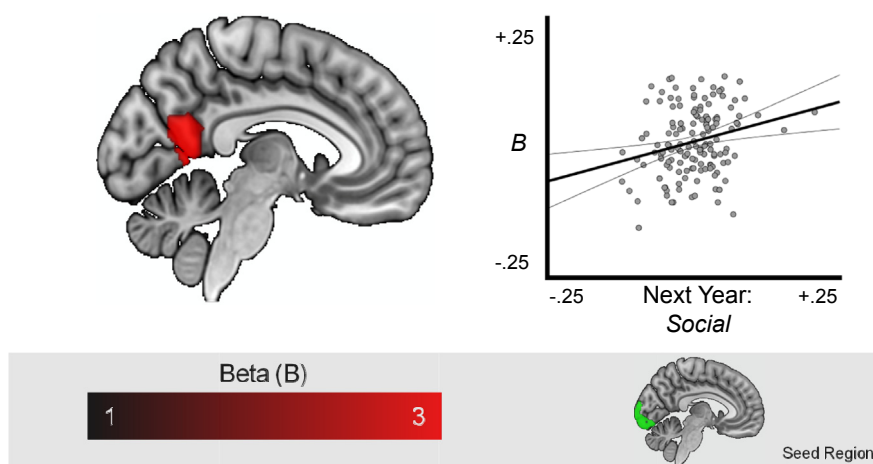 +.25
B
-.25
-.25
Next Year:
+.25
Social
Beta (B)
1
3
Seed Region